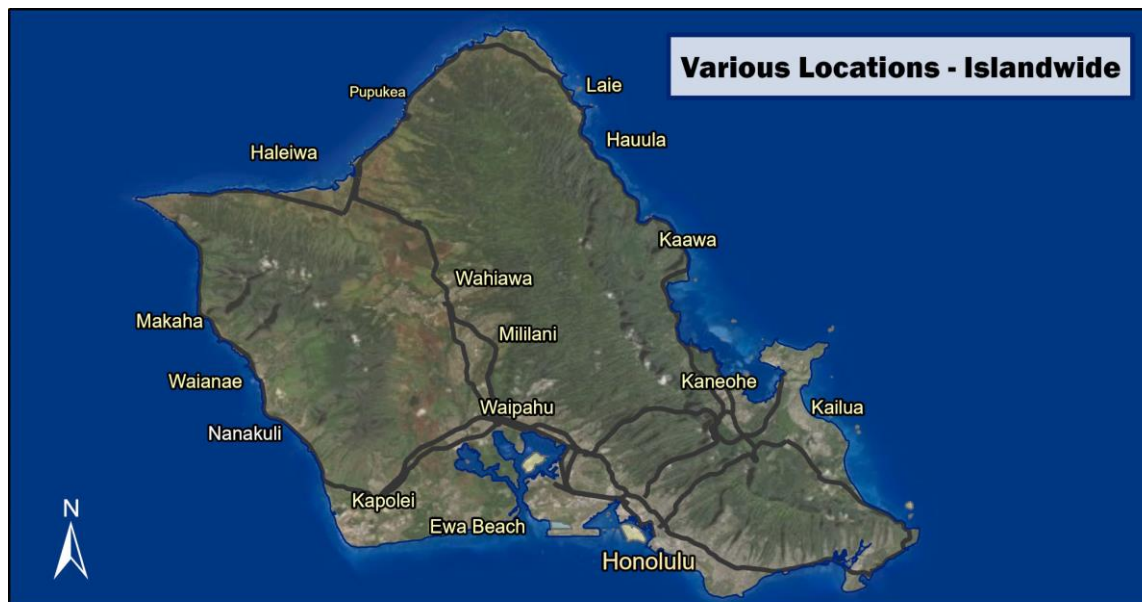 Various Locations - Islandwide
Laie
Pupukea
Hauula
Haleiwa
Kaawa
Wahiawa
Makaha
Mililani
Waianae
Kaneohe
Waipahu
Kailua
Nanakuli
Kapolei
N
Ewa Beach
Honolulu